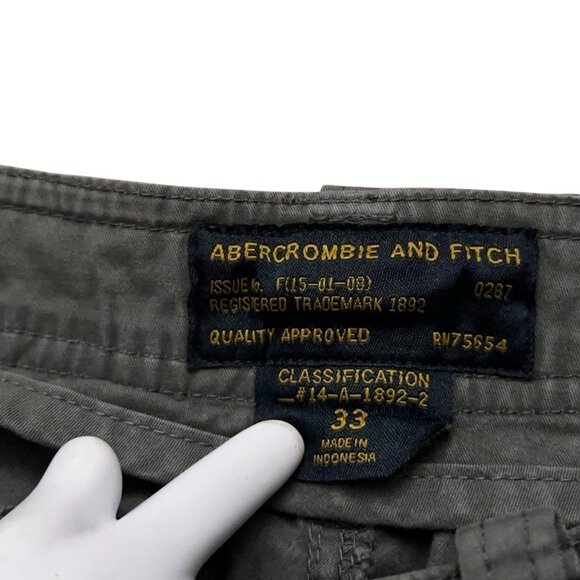 ABERCROMBIE AND FITCH
ISSUE No. F(15-01-08) 0287
REGISTERED TRADEMARK 1892
QUALITY APPROVED RN75654
CLASSIFICATION
_#14-A-1892-2
33
MADE IN
INDONESIA